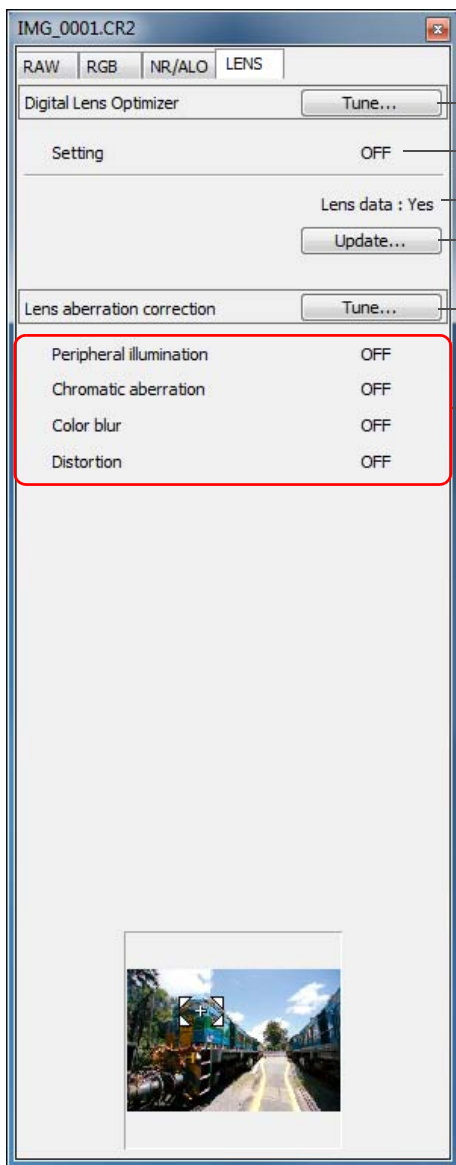 IMG_0001.CR2
RAW RGB NR/ALO LENS
Digital Lens Optimizer Tune...
Setting OFF
Lens data : Yes
Update...
Lens aberration correction Tune...
Peripheral illumination OFF
Chromatic aberration OFF
Color blur OFF
Distortion OFF